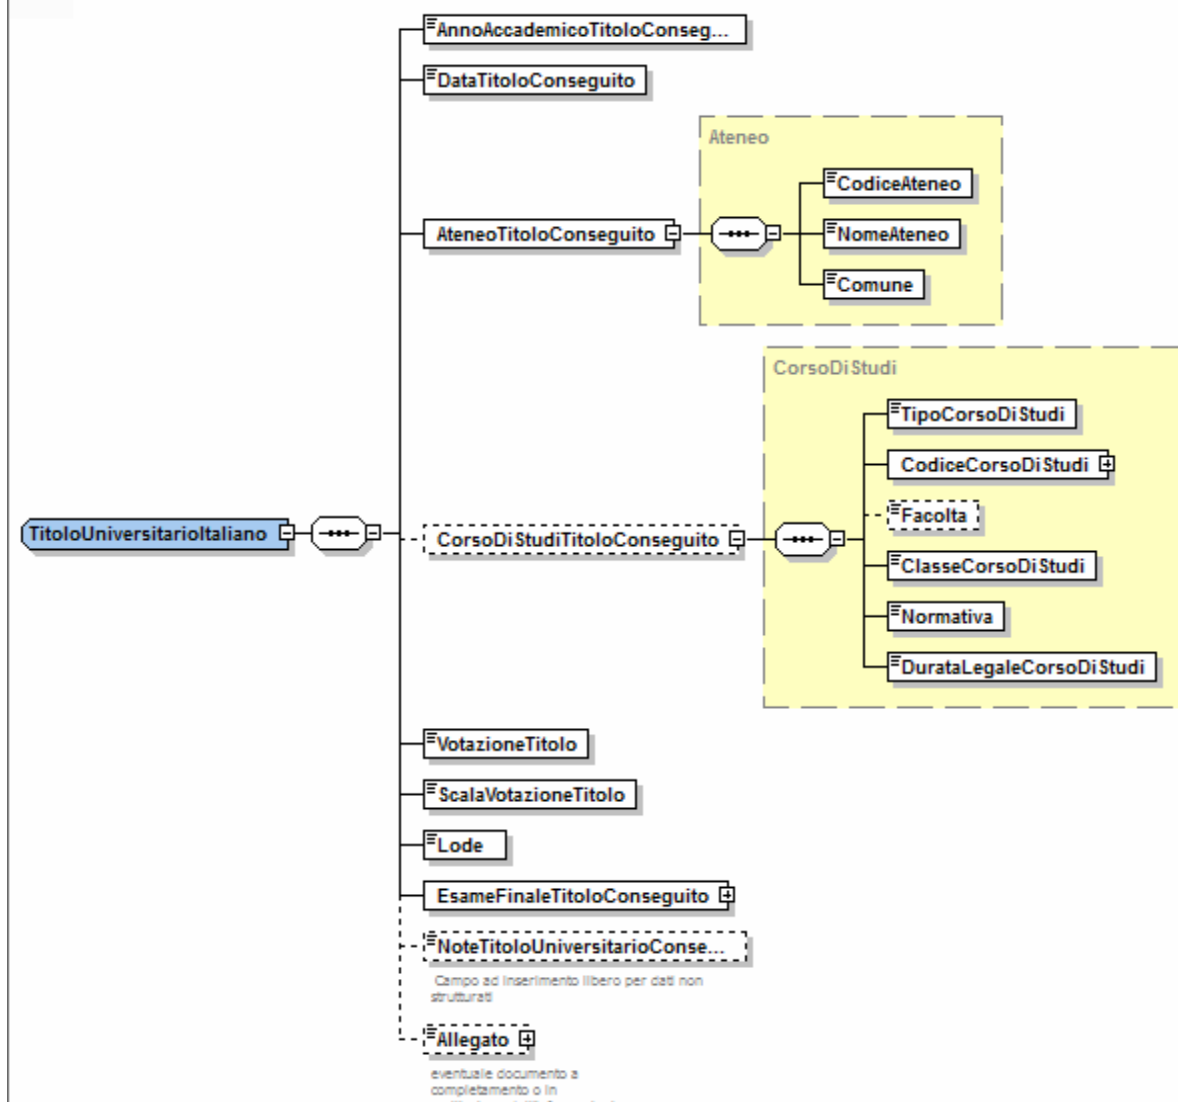 AnnoAccademicoTitoloConseg...
DataTitoloConseguito
Ateneo
CodiceAteneo
AteneoTitoloConseguito
NomeAteneo
Comune
CorsoDiStudi
TipoCorsoDiStudi
CodiceCorsoDiStudi
Facolta
TitoloUniversitarioItaliano
CorsoDiStudiTitoloConseguito
ClasseCorsoDiStudi
Normativa
DurataLegaleCorsoDiStudi
VotazioneTitolo
ScalaVotazioneTitolo
Lode
EsameFinaleTitoloConseguito
NoteTitoloUniversitarioConse...
Campo ad inserimento libero per dati non
strutturati
Allegato
eventuale documento a
completamento o in